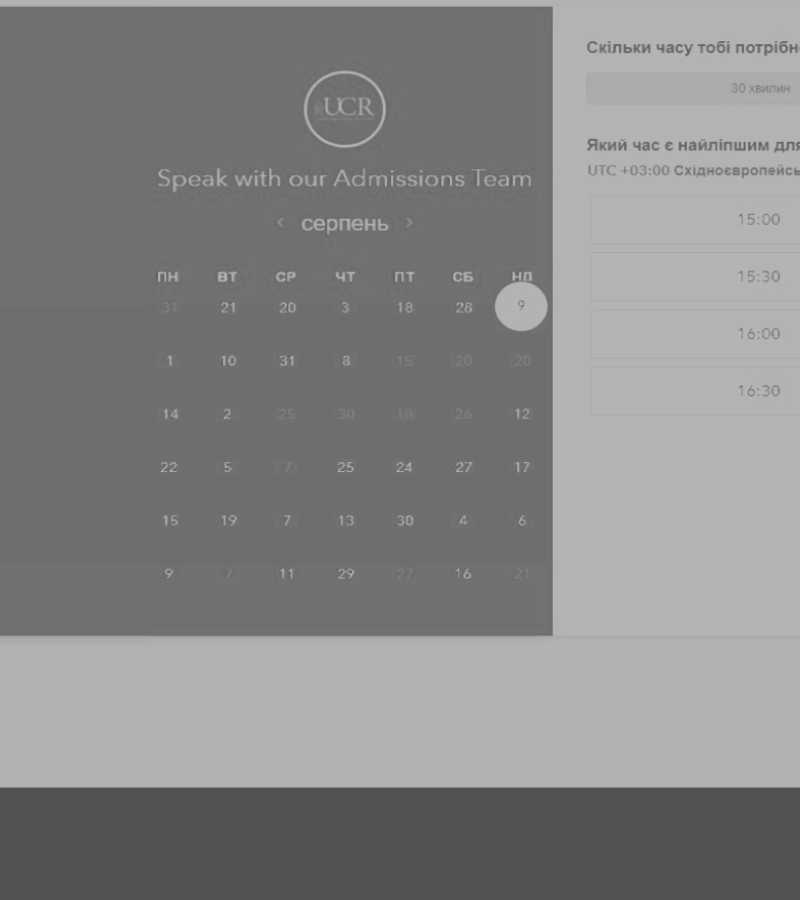 UCR
Speak with our Admissions Team
< серпень >
ПН ВТ СР ЧТ ПТ СБ НД
31 21 20 3 18 28 9
1 10 31 8 15 20 20
14 2 25 30 18 26 12
22 5 7 25 24 27 17
15 19 7 13 30 4 6
9 7 11 29 27 16 21
Скільки часу тобі потрібн
30 хвилин
Який час є найліпшим для
UTC +03:00 Східноєвропейсь
15:00
15:30
16:00
16:30